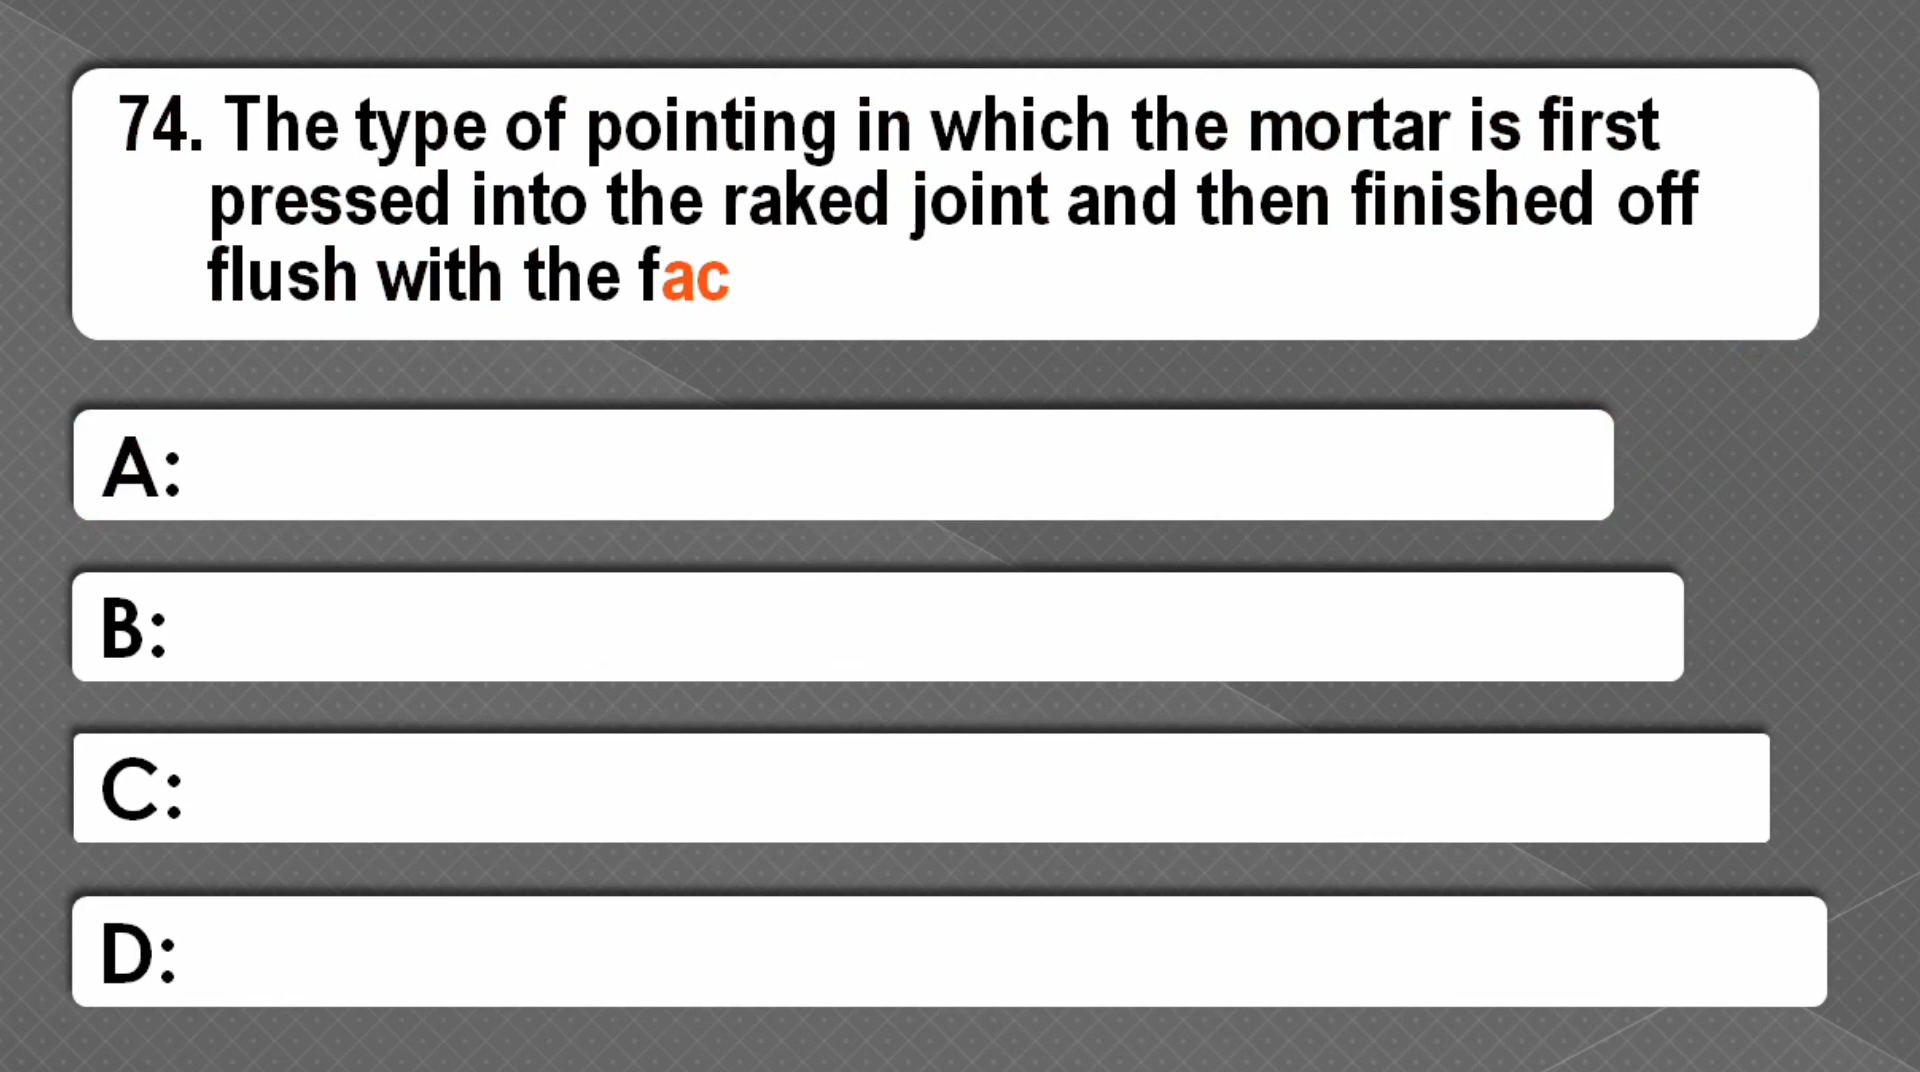 74. The type of pointing in which the mortar is first
pressed into the raked joint and then finished off
flush with the fac
A:
B:
C:
D: